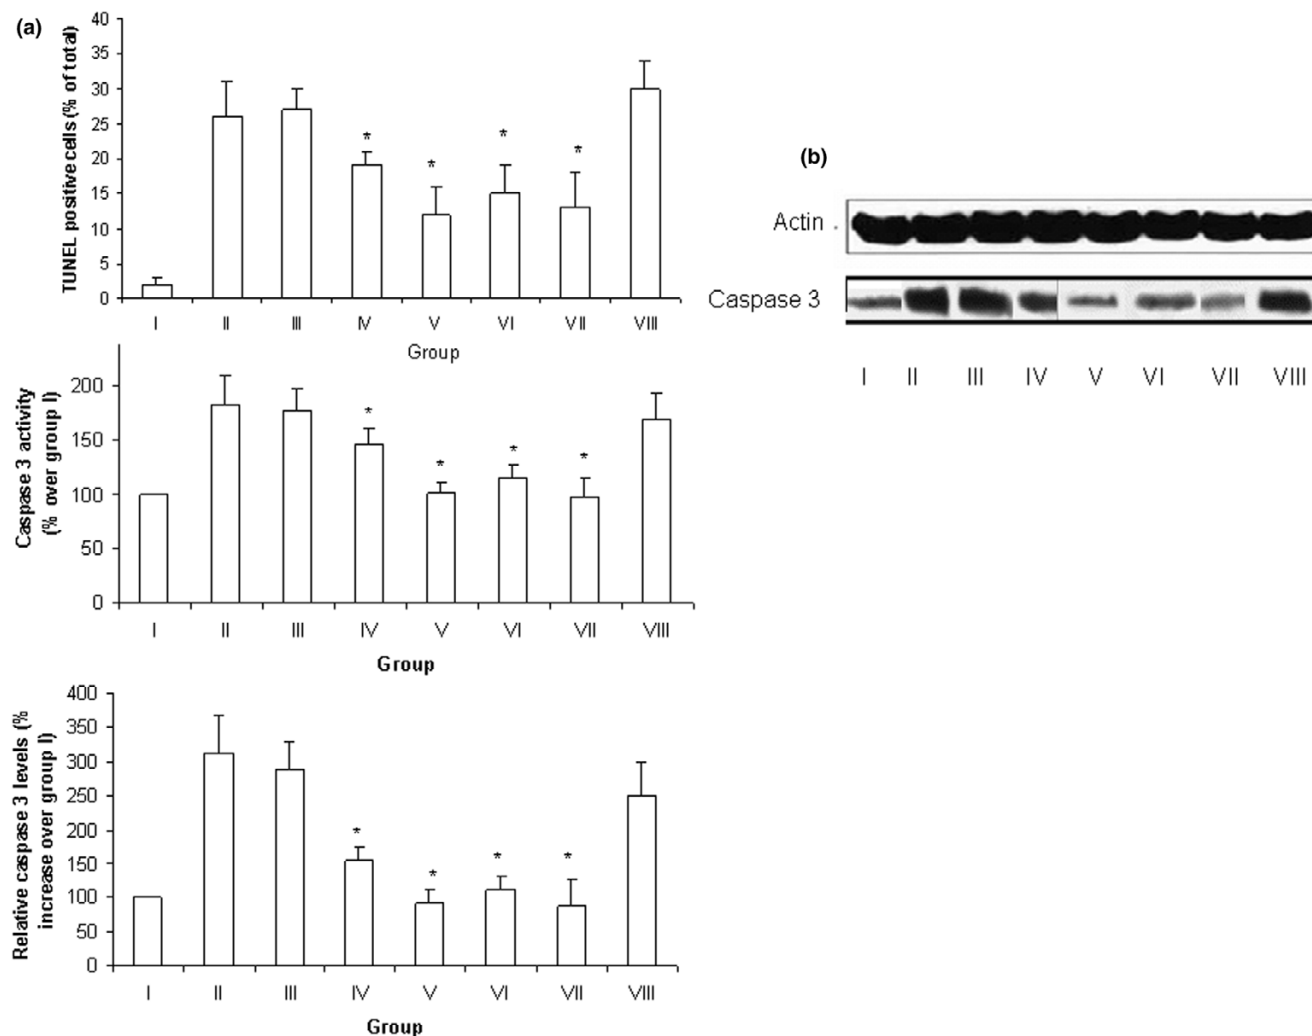 (a)
TUNEL positive cells (% of total)
40
35
30
25
20
15
10
5
0
* * * *
I II III IV V VI VII VIII
Group
Caspase 3 activity
(% over group I)
200
150
100
50
0
* * * *
I II III IV V VI VII VIII
Group
Relative caspase 3 levels (%
increase over group I)
400
350
300
250
200
150
100
50
0
* * * *
I II III IV V VI VII VIII
Group
(b)
Actin
Caspase 3
I II III IV V VI VII VIII